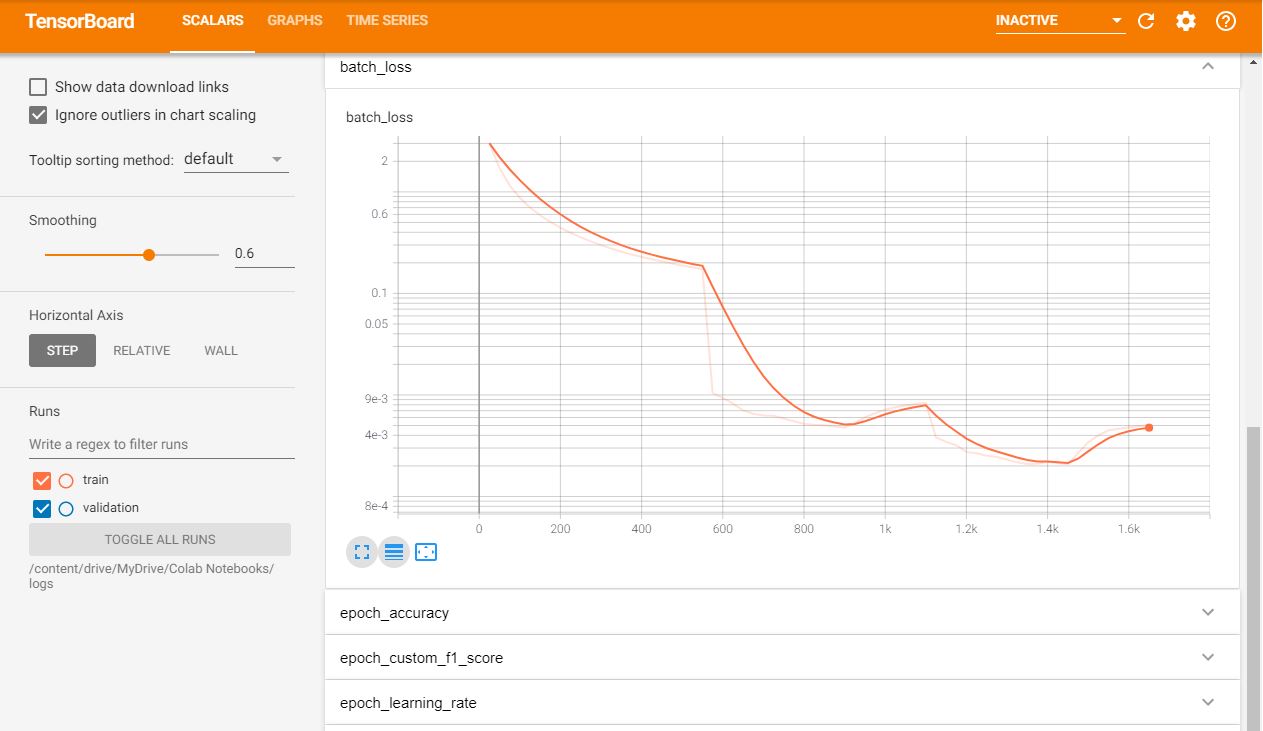 TensorBoard
SCALARS GRAPHS TIME SERIES INACTIVE
Show data download links
Ignore outliers in chart scaling
Tooltip sorting method: default
Smoothing
0.6
Horizontal Axis
STEP RELATIVE WALL
Runs
Write a regex to filter runs
train
validation
TOGGLE ALL RUNS
/content/drive/MyDrive/Colab Notebooks/
logs
batch_loss
batch_loss
2
0.6
0.1
0.05
9e-3
4e-3
8e-4
0 200 400 600 800 1k 1.2k 1.4k 1.6k
epoch_accuracy
epoch_custom_f1_score
epoch_learning_rate